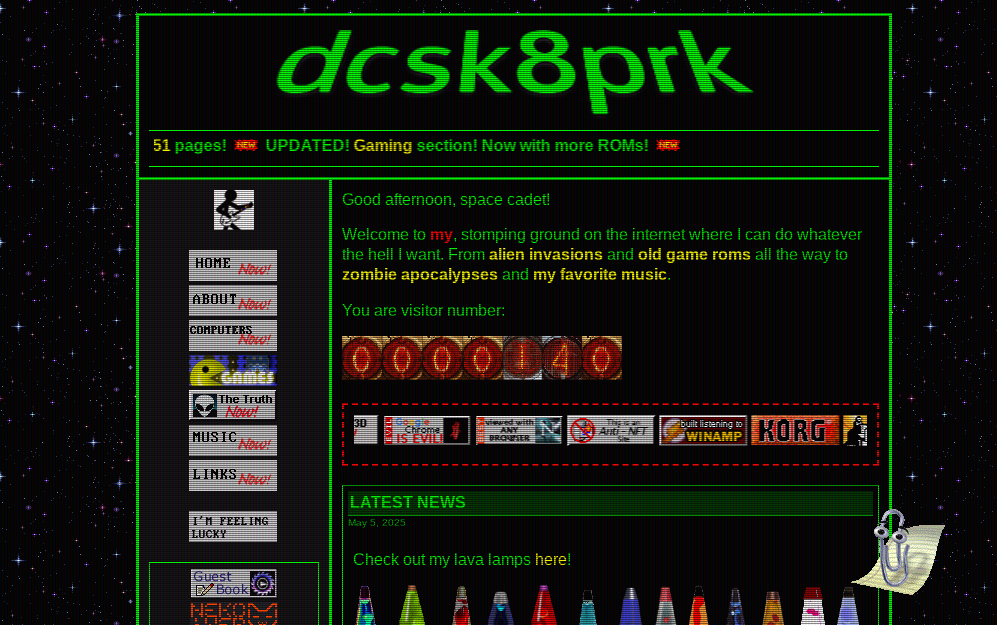 dcsk8prk
51 pages! NEW UPDATED! Gaming section! Now with more ROMs! NEW
HOME Now!
ABOUT Now!
COMPUTERS Now!
GAMES
The Truth Now!
MUSIC Now!
LINKS Now!
I'M FEELING
LUCKY
Guest
Book
Good afternoon, space cadet!
Welcome to my, stomping ground on the internet where I can do whatever
the hell I want. From alien invasions and old game roms all the way to
zombie apocalypses and my favorite music.
You are visitor number:
0000140
3D
EVIL Google
Chrome
IS EVIL!
viewed with
ANY
BROWSER
N
This is an
Anti-NFT
Site
built listening to
WINAMP
KORG
LATEST NEWS
May 5, 2025
Check out my lava lamps here!